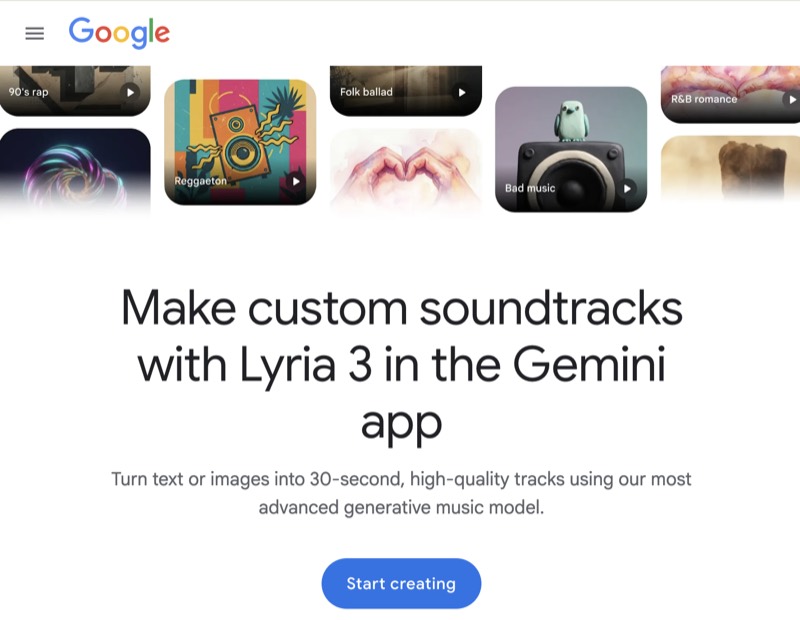 Google
90's rap
Folk ballad
R&B romance
Reggaeton
Bad music
Make custom soundtracks
with Lyria 3 in the Gemini
app
Turn text or images into 30-second, high-quality tracks using our most
advanced generative music model.
Start creating